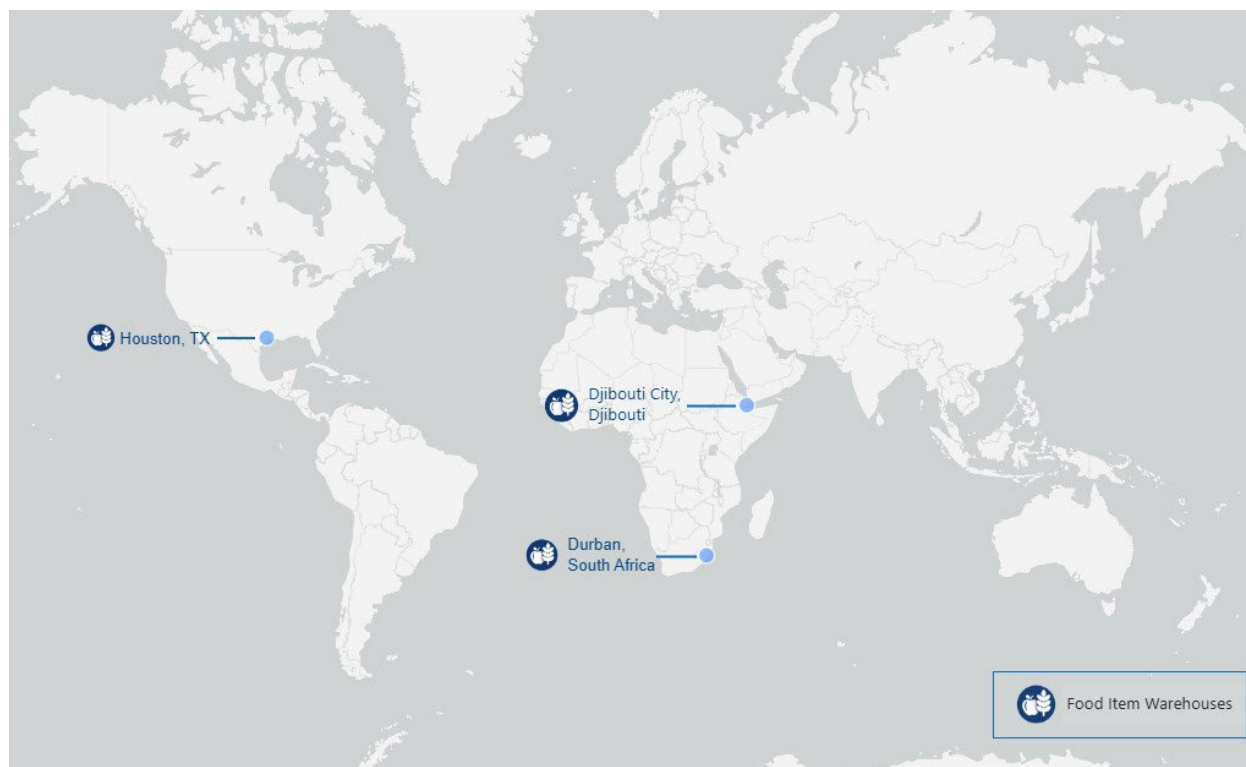 Houston, TX
Djibouti City,
Djibouti
Durban,
South Africa
Food Item Warehouses